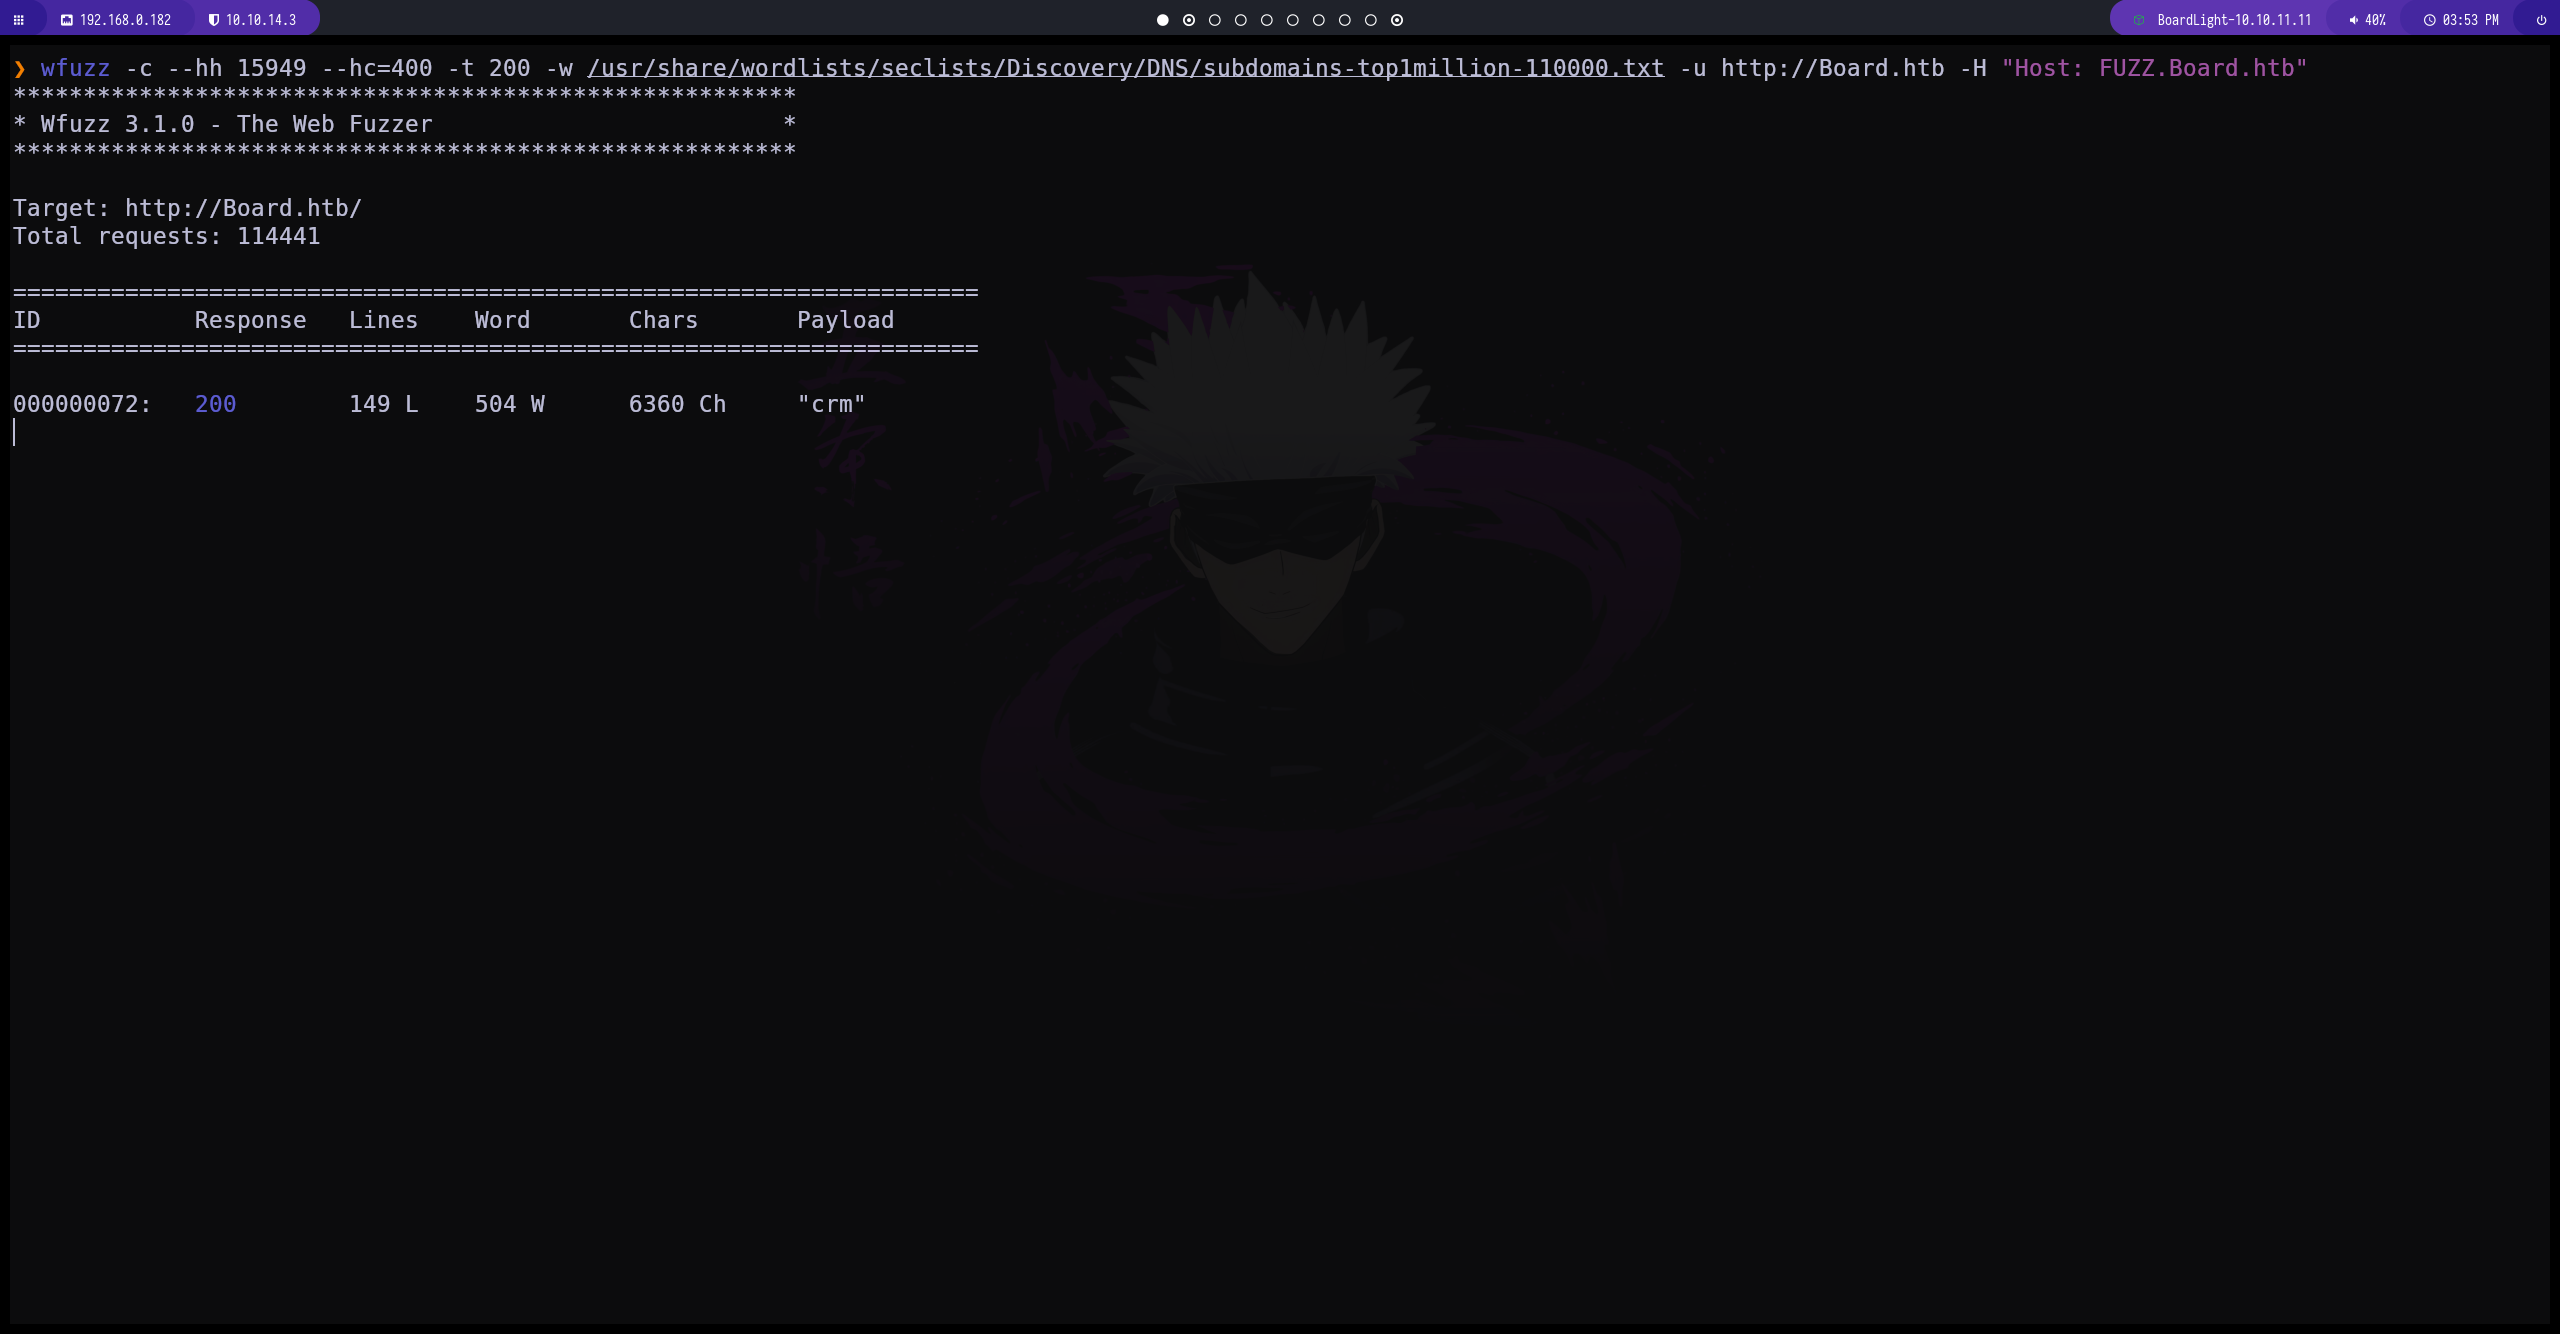 192.168.0.182 10.10.14.3 BoardLight-10.10.11.11 40% 03:53 PM
❯ wfuzz -c --hh 15949 --hc=400 -t 200 -w /usr/share/wordlists/seclists/Discovery/DNS/subdomains-top1million-110000.txt -u http://Board.htb -H "Host: FUZZ.Board.htb"
********************************************************
* Wfuzz 3.1.0 - The Web Fuzzer                         *
********************************************************
Target: http://Board.htb/
Total requests: 114441
=====================================================================
ID           Response   Lines    Word       Chars       Payload
=====================================================================
000000072:   200        149 L    504 W      6360 Ch     "crm"